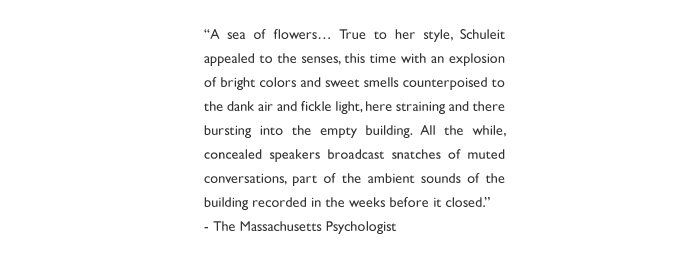 “A sea of flowers… True to her style, Schuleit
appealed to the senses, this time with an explosion
of bright colors and sweet smells counterpoised to
the dank air and fickle light, here straining and there
bursting into the empty building. All the while,
concealed speakers broadcast snatches of muted
conversations, part of the ambient sounds of the
building recorded in the weeks before it closed.”
- The Massachusetts Psychologist